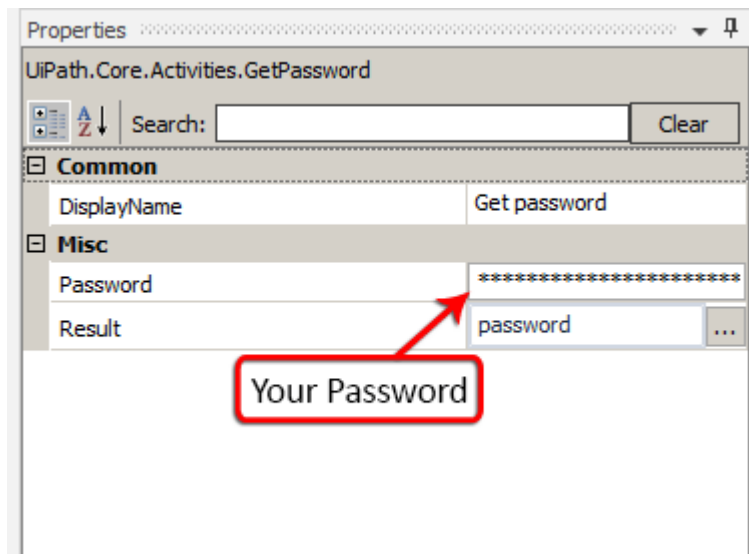 Properties
UiPath.Core.Activities.GetPassword
Search: Clear
Common
DisplayName Get password
Misc
Password **********************
Result password ...
Your Password